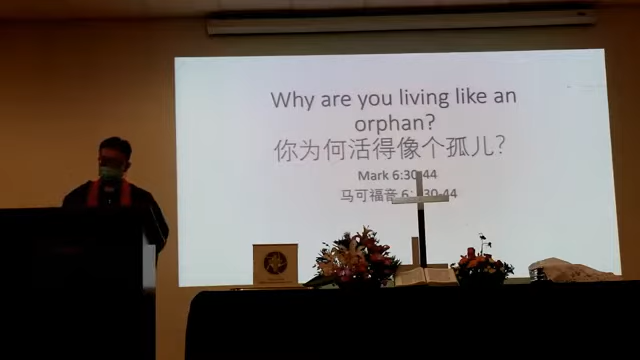 Why are you living like an
orphan?
你为何活得像个孤儿?
Mark 6:30-44
马可福音 6:30-44